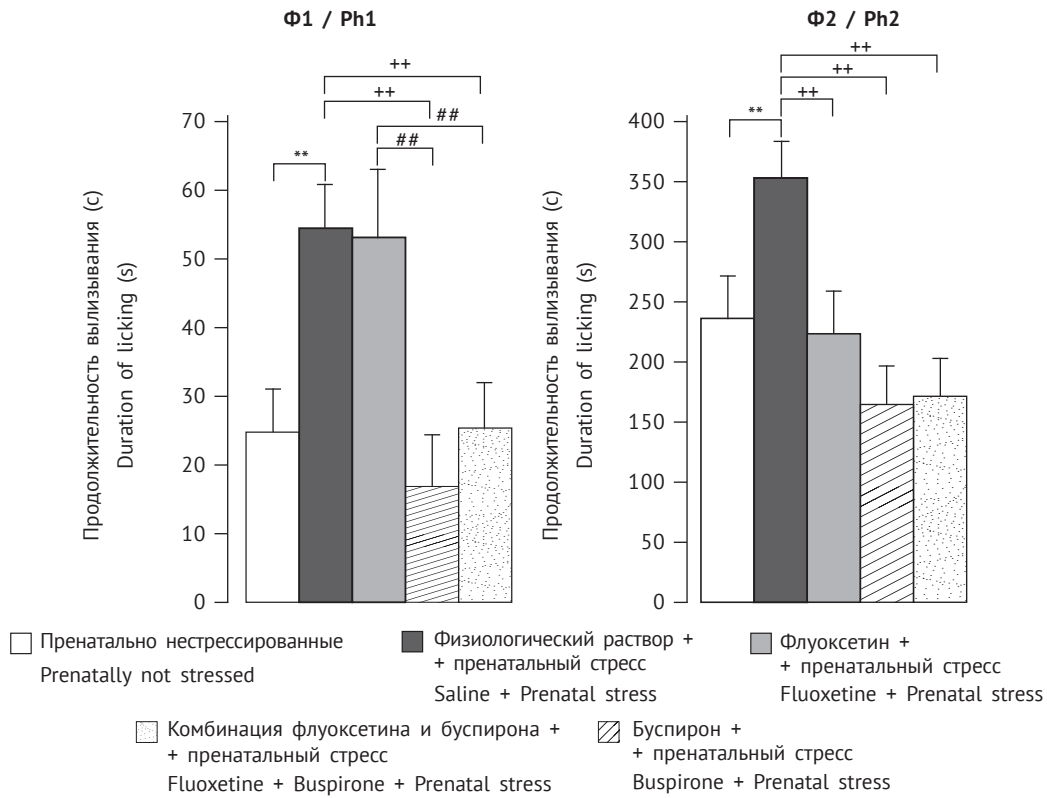 Ф1 / Ph1
++
++
##
##
**
70
60
50
40
30
20
10
0
Продолжительность вылизывания (с)
Duration of licking (s)
Ф2 / Ph2
++
++
++
**
400
350
300
250
200
150
100
50
0
Продолжительность вылизывания (с)
Duration of licking (s)
Пренатально нестрессированные
Prenatally not stressed
Физиологический раствор +
+ пренатальный стресс
Saline + Prenatal stress
Флуоксетин +
+ пренатальный стресс
Fluoxetine + Prenatal stress
Комбинация флуоксетина и буспирона +
+ пренатальный стресс
Fluoxetine + Buspirone + Prenatal stress
Буспирон +
+ пренатальный стресс
Buspirone + Prenatal stress